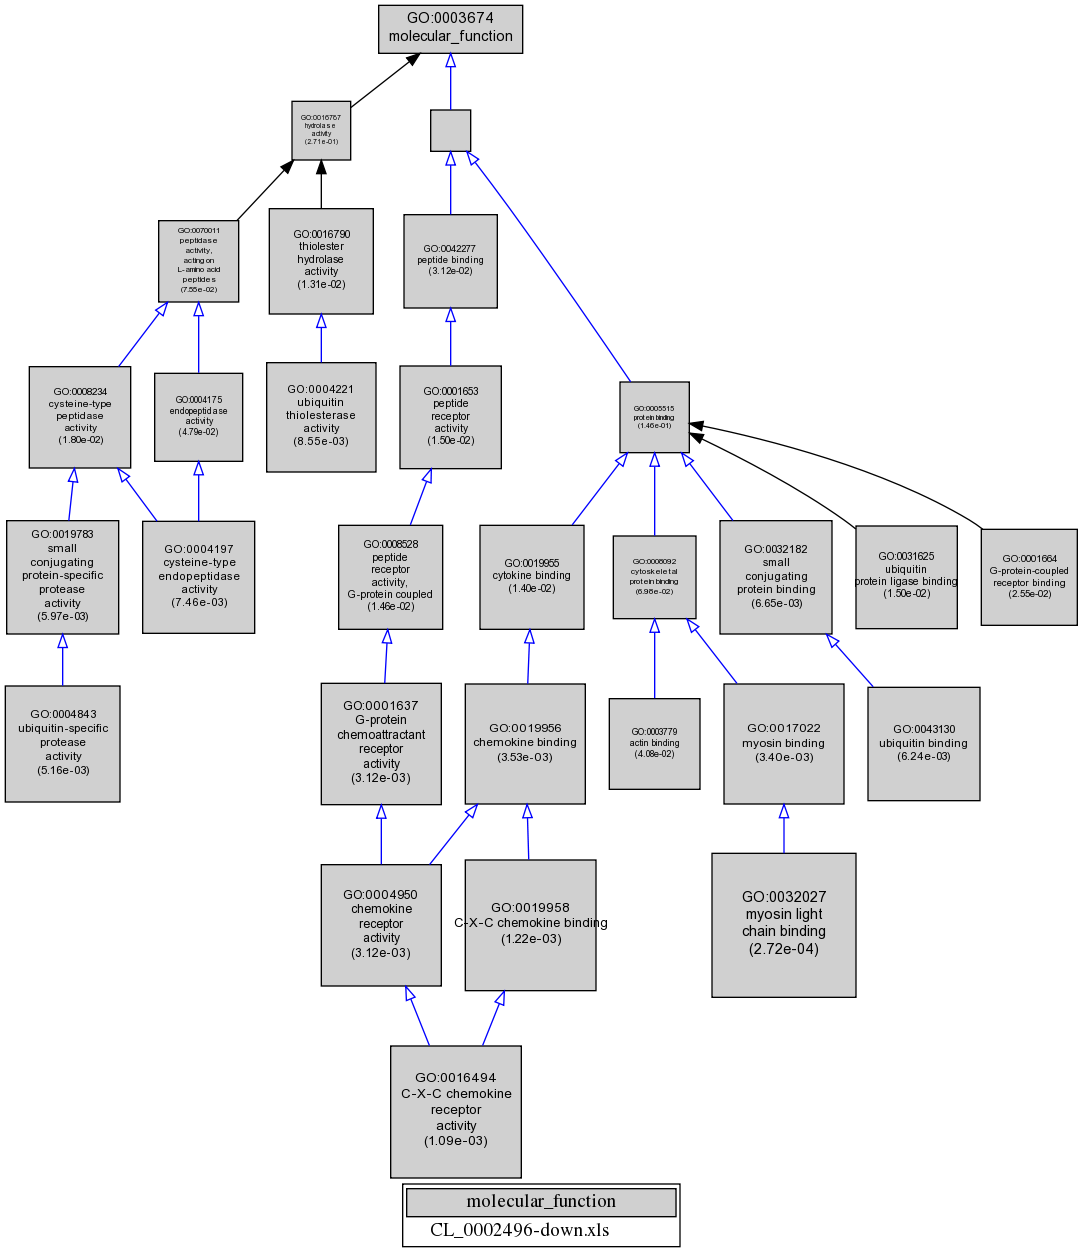 GO:0003674
molecular_function
GO:0016787
hydrolase
activity
(2.71e-01)
GO:0070011
peptidase
activity,
acting on
L-amino acid
peptides
(7.55e-02)
GO:0016790
thiolester
hydrolase
activity
(1.31e-02)
GO:0042277
peptide binding
(3.12e-02)
GO:0008234
cysteine-type
peptidase
activity
(1.80e-02)
GO:0004175
endopeptidase
activity
(4.79e-02)
GO:0004221
ubiquitin
thiolesterase
activity
(8.55e-03)
GO:0001653
peptide
receptor
activity
(1.50e-02)
GO:0005515
protein binding
(1.46e-01)
GO:0019783
small
conjugating
protein-specific
protease
activity
(5.97e-03)
GO:0004197
cysteine-type
endopeptidase
activity
(7.46e-03)
GO:0008528
peptide
receptor
activity,
G-protein coupled
(1.46e-02)
GO:0019955
cytokine binding
(1.40e-02)
GO:0008092
cytoskeletal
protein binding
(6.98e-02)
GO:0032182
small
conjugating
protein binding
(6.65e-03)
GO:0031625
ubiquitin
protein ligase binding
(1.50e-02)
GO:0001664
G-protein-coupled
receptor binding
(2.55e-02)
GO:0004843
ubiquitin-specific
protease
activity
(5.16e-03)
GO:0001637
G-protein
chemoattractant
receptor
activity
(3.12e-03)
GO:0019956
chemokine binding
(3.53e-03)
GO:0003779
actin binding
(4.08e-02)
GO:0017022
myosin binding
(3.40e-03)
GO:0043130
ubiquitin binding
(6.24e-03)
GO:0004950
chemokine
receptor
activity
(3.12e-03)
GO:0019958
C-X-C chemokine binding
(1.22e-03)
GO:0032027
myosin light
chain binding
(2.72e-04)
GO:0016494
C-X-C chemokine
receptor
activity
(1.09e-03)
molecular_function
CL_0002496-down.xls